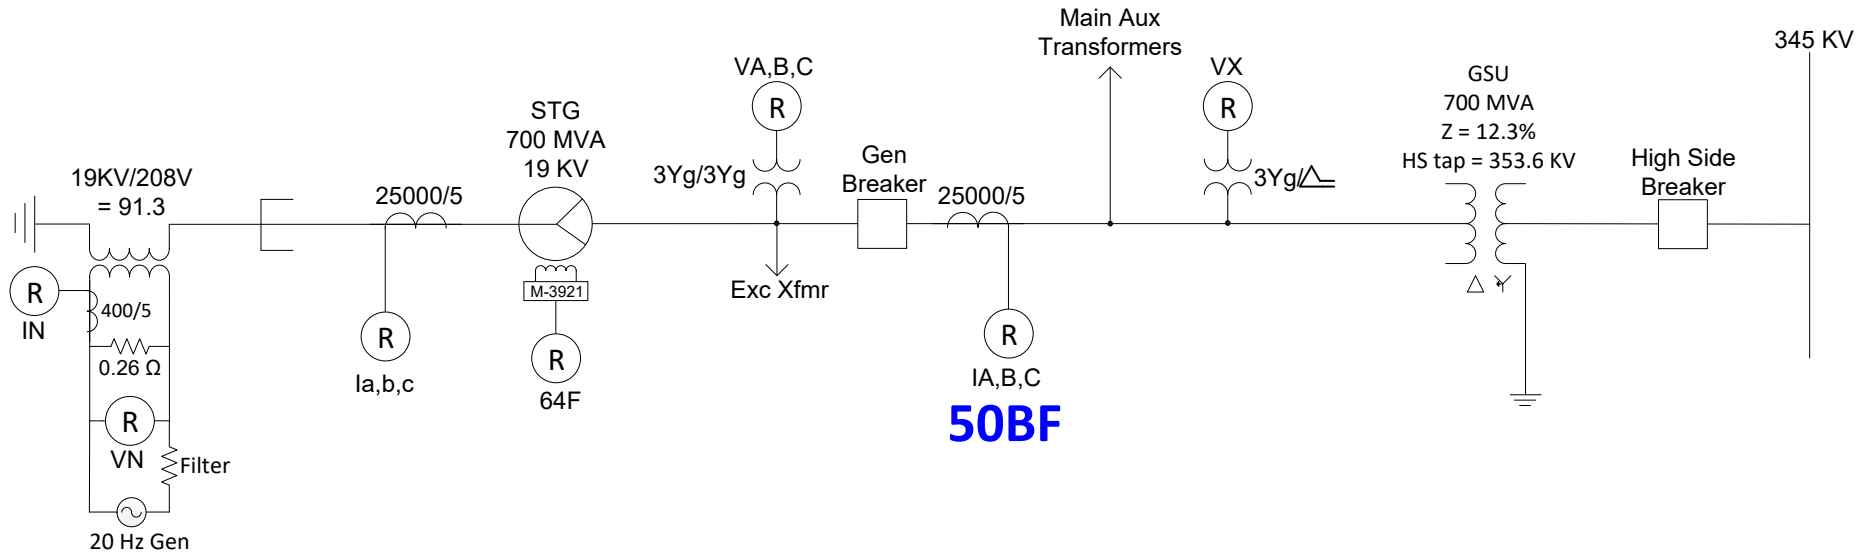 19KV/208V
= 91.3
R
IN
400/5
0.26 Ω
R
VN
Filter
20 Hz Gen
25000/5
R
Ia,b,c
STG
700 MVA
19 KV
M-3921
R
64F
VA,B,C
R
3Yg/3Yg
Exc Xfmr
Gen
Breaker
25000/5
R
IA,B,C
50BF
Main Aux
Transformers
VX
R
3Yg/
GSU
700 MVA
Z = 12.3%
HS tap = 353.6 KV
High Side
Breaker
345 KV